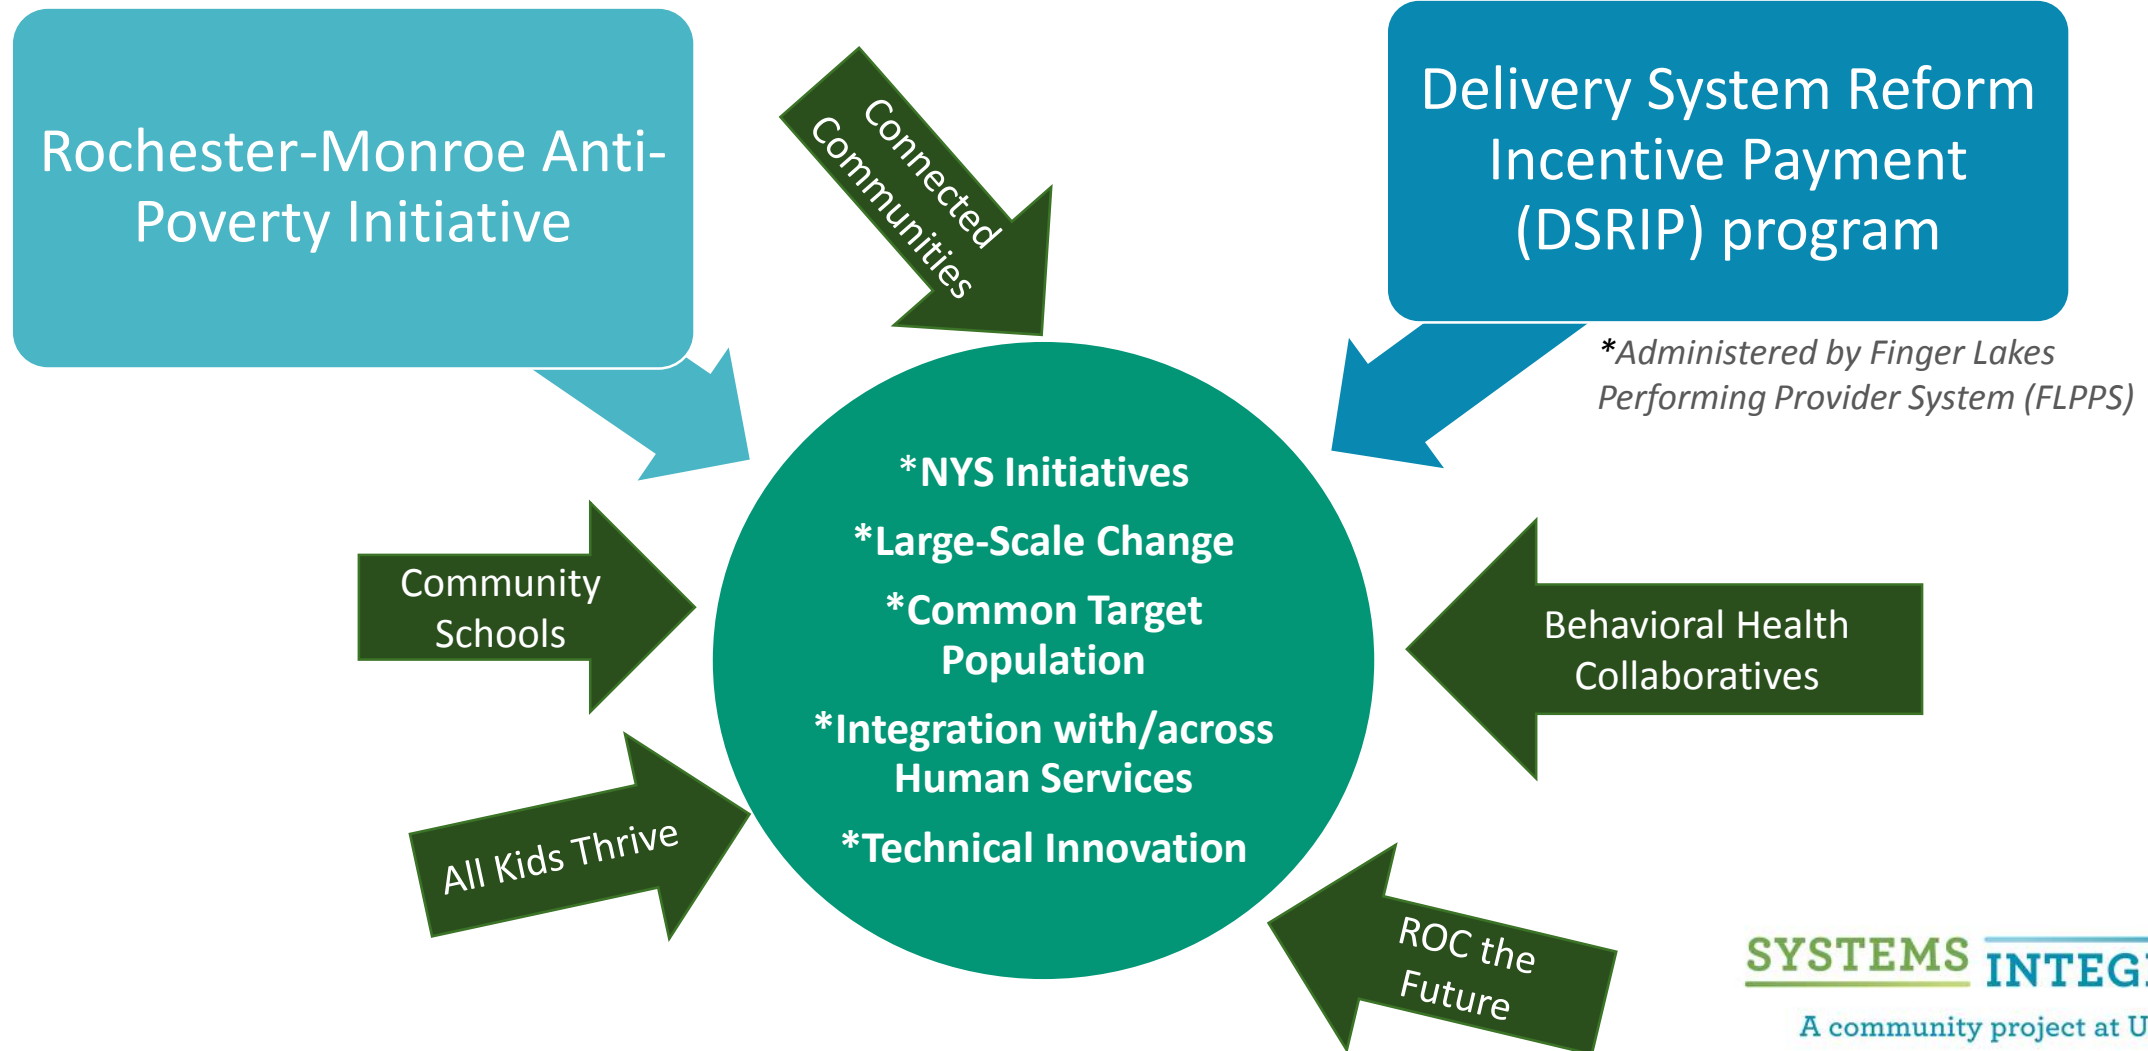 Rochester-Monroe Anti-
Poverty Initiative
Connected
Communities
Delivery System Reform
Incentive Payment
(DSRIP) program
*Administered by Finger Lakes
Performing Provider System (FLPPS)
*NYS Initiatives
*Large-Scale Change
*Common Target
Population
*Integration with/across
Human Services
*Technical Innovation
Community
Schools
Behavioral Health
Collaboratives
All Kids Thrive
ROC the
Future
SYSTEMS
A community project at